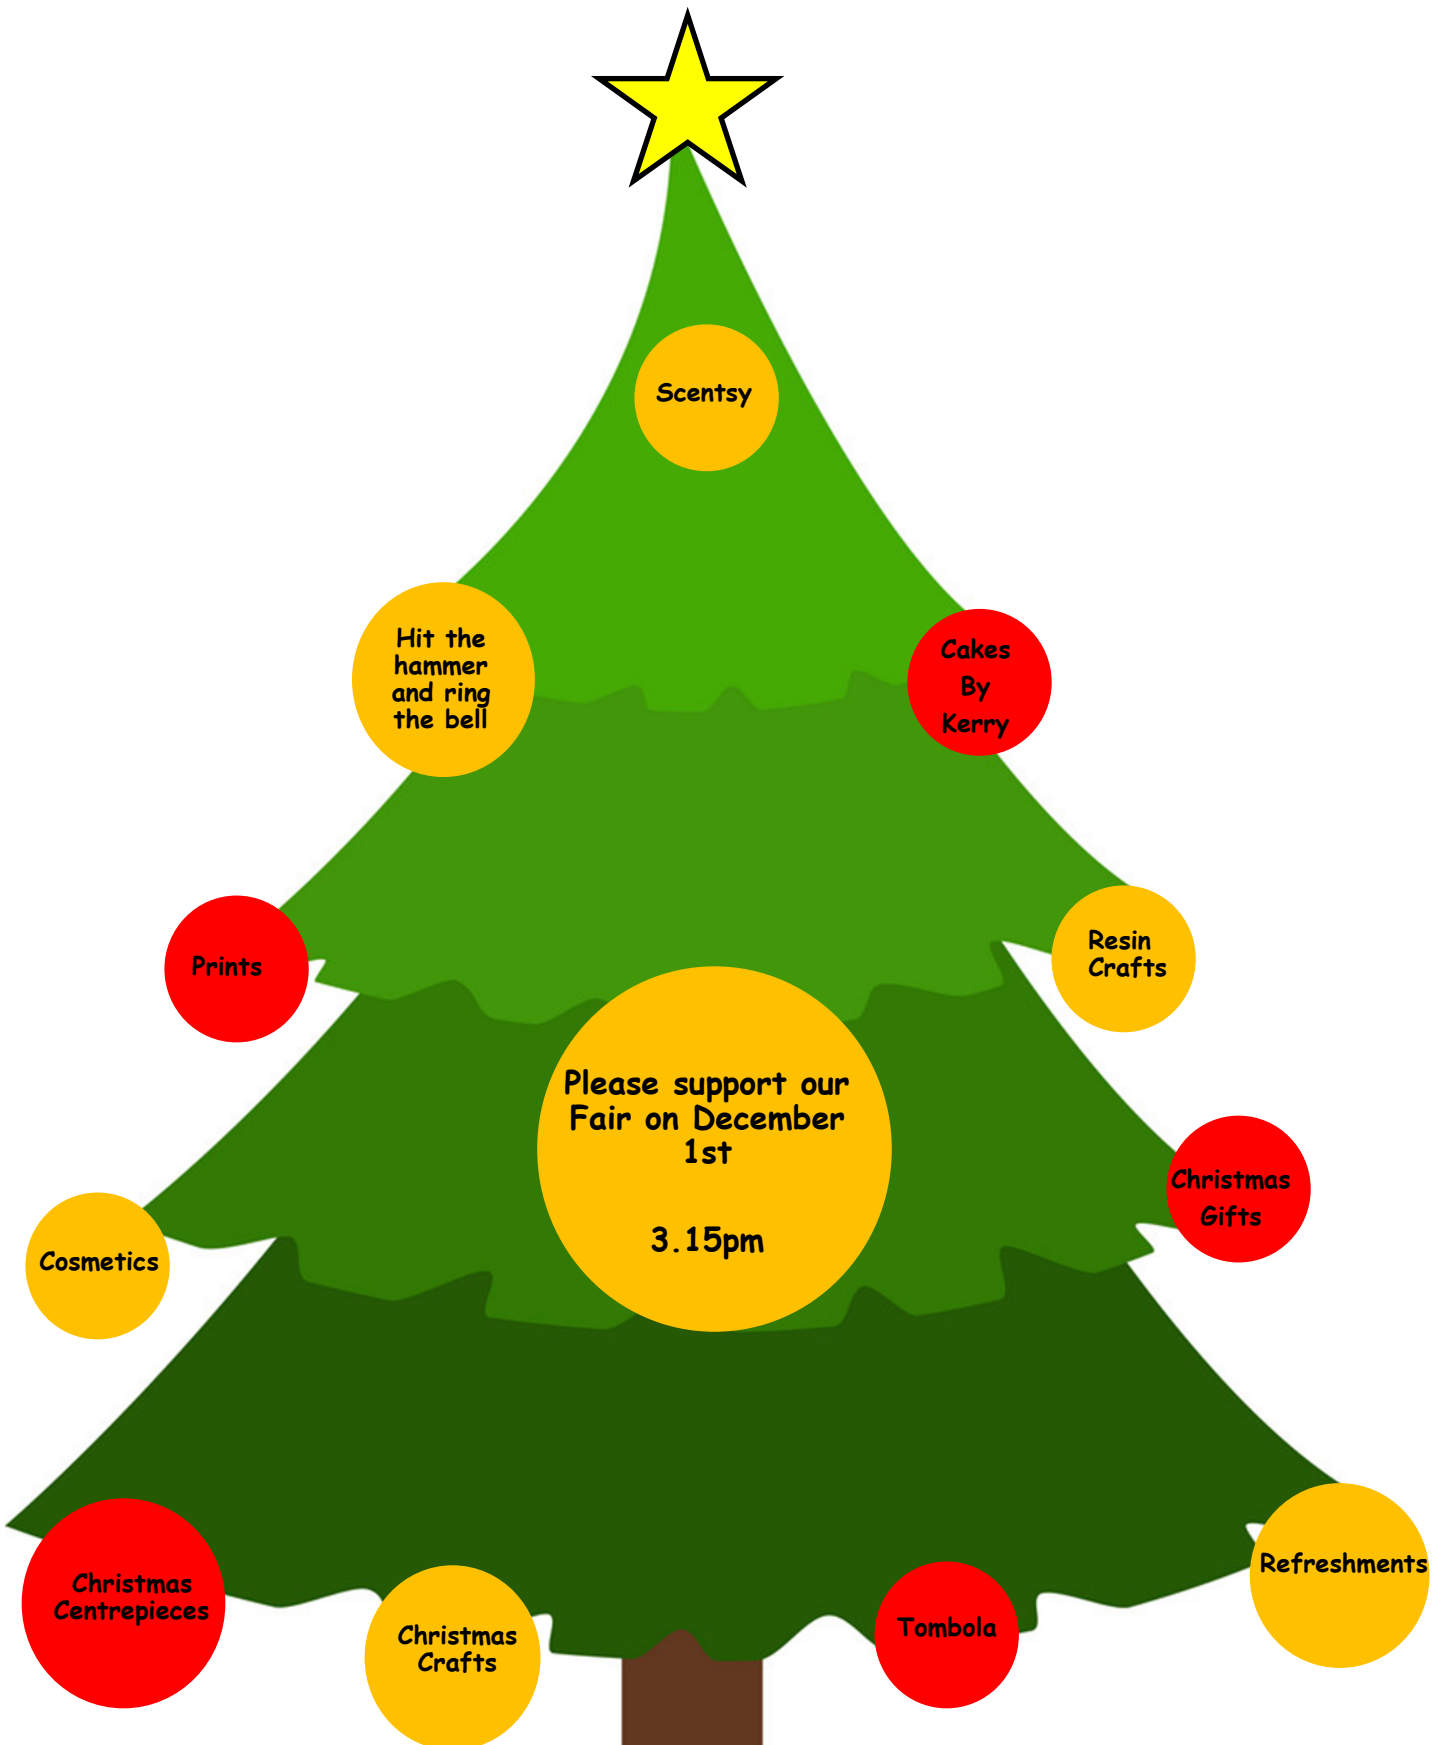 Scentsy
Hit the
hammer
and ring
the bell
Cakes
By
Kerry
Prints
Resin
Crafts
Please support our
Fair on December
1st
3.15pm
Christmas
Gifts
Cosmetics
Christmas
Centrepieces
Christmas
Crafts
Tombola
Refreshments